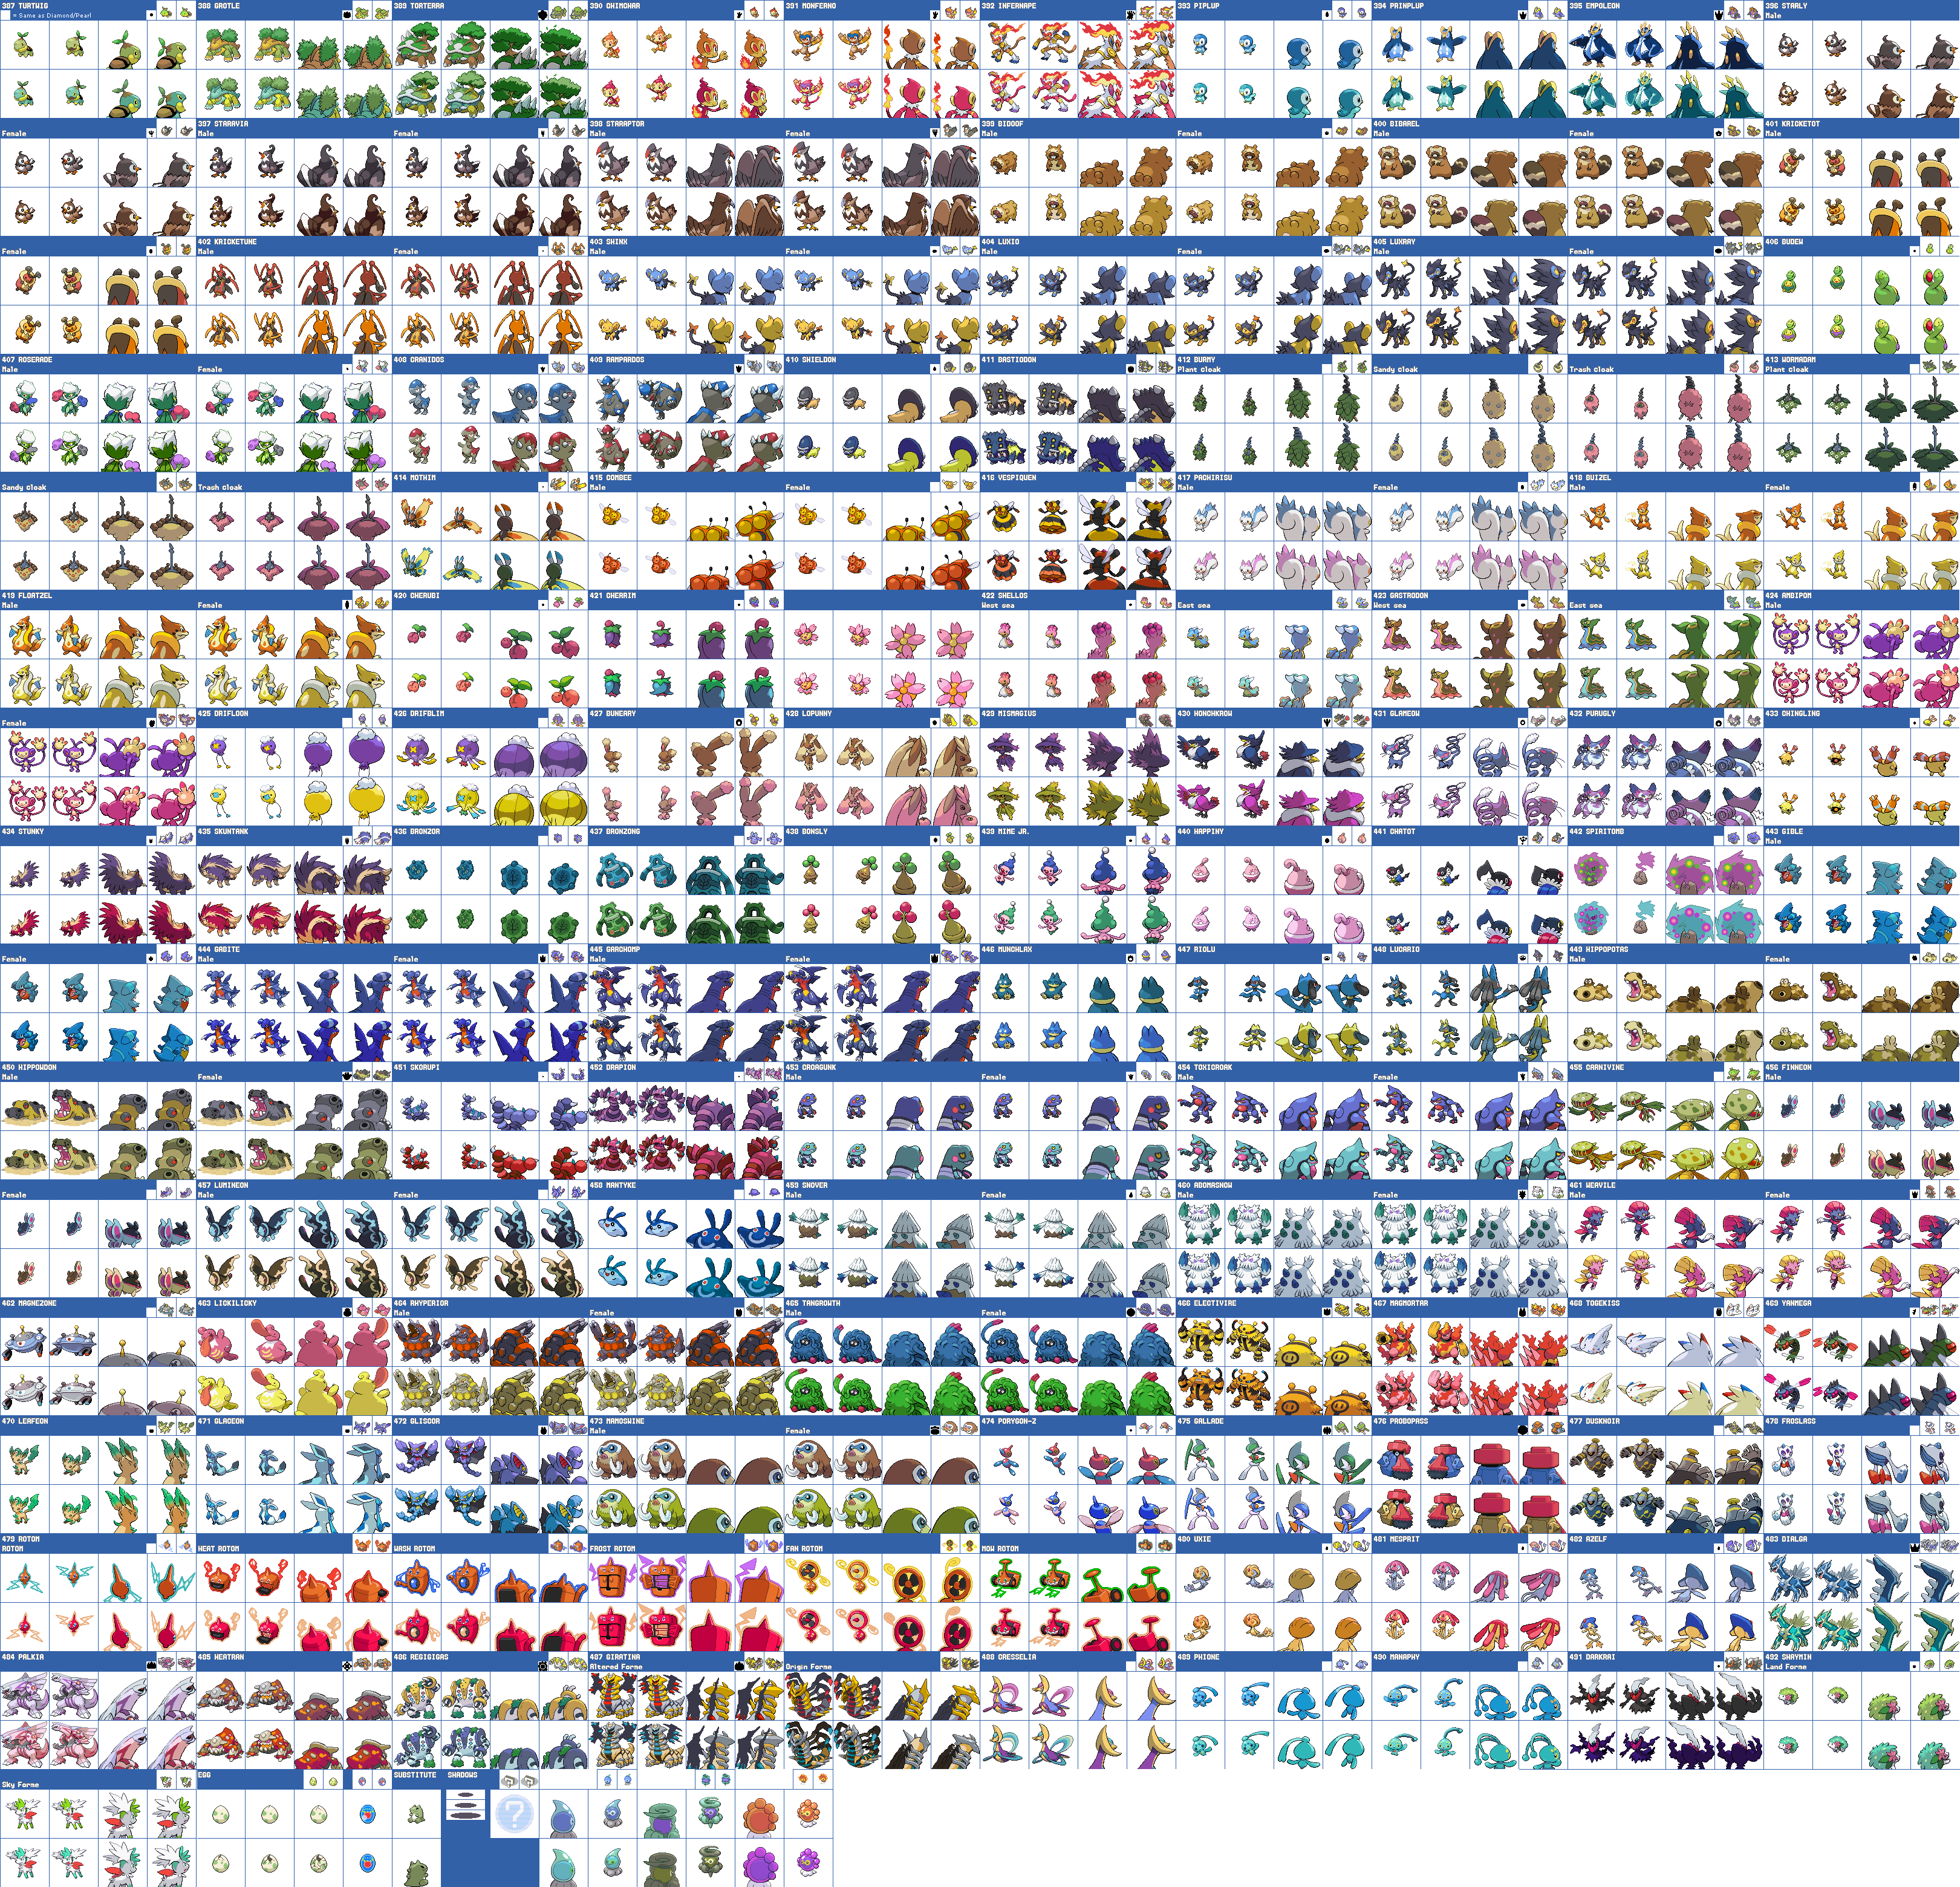 387 TURTWIG
= Same as Diamond/Pearl
388 GROTLE
389 TORTERRA
390 CHIMCHAR
391 MONFERNO
392 INFERNAPE
393 PIPLUP
394 PRINPLUP
395 EMPOLEON
396 STARLY
Male
Female
397 STARAVIA
Male
Female
398 STARAPTOR
Male
Female
399 BIDOOF
Male
Female
400 BIBAREL
Male
Female
401 KRICKETOT
Male
Female
402 KRICKETUNE
Male
Female
403 SHINX
Male
Female
404 LUXIO
Male
Female
405 LUXRAY
Male
Female
406 BUDEW
407 ROSERADE
Male
Female
408 CRANIDOS
409 RAMPARDOS
410 SHIELDON
411 BASTIODON
412 BURMY
Plant Cloak
Sandy Cloak
Trash Cloak
413 WORMADAM
Plant Cloak
Sandy Cloak
Trash Cloak
414 MOTHIM
415 COMBEE
Male
Female
416 VESPIQUEN
417 PACHIRISU
Male
Female
418 BUIZEL
Male
Female
419 FLOATZEL
Male
Female
420 CHERUBI
421 CHERRIM
422 SHELLOS
West sea
East sea
423 GASTRODON
West sea
East sea
424 AMBIPOM
Male
Female
425 DRIFLOON
426 DRIFBLIM
427 BUNEARY
428 LOPUNNY
429 MISMAGIUS
430 HONCHKROW
431 GLAMEOW
432 PURUGLY
433 CHINGLING
434 STUNKY
435 SKUNTANK
436 BRONZOR
437 BRONZONG
438 BONSLY
439 MIME JR.
440 HAPPINY
441 CHATOT
442 SPIRITOMB
443 GIBLE
Male
Female
444 GABITE
Male
Female
445 GARCHOMP
Male
Female
446 MUNCHLAX
447 RIOLU
448 LUCARIO
449 HIPPOPOTAS
Male
Female
450 HIPPOWDON
Male
Female
451 SKORUPI
452 DRAPION
453 CROAGUNK
Male
Female
454 TOXICROAK
Male
Female
455 CARNIVINE
456 FINNEON
Male
Female
457 LUMINEON
Male
Female
458 MANTYKE
459 SNOVER
Male
Female
460 ABOMASNOW
Male
Female
461 WEAVILE
Male
Female
462 MAGNEZONE
463 LICKILICKY
464 RHYPERIOR
Male
Female
465 TANGROWTH
Male
Female
466 ELECTIVIRE
467 MAGMORTAR
468 TOGEKISS
469 YANMEGA
470 LEAFEON
471 GLACEON
472 GLISCOR
473 MAMOSWINE
Male
Female
474 PORYGON-Z
475 GALLADE
476 PROBOPASS
477 DUSKNOIR
478 FROSLASS
479 ROTOM
ROTOM
HEAT ROTOM
WASH ROTOM
FROST ROTOM
FAN ROTOM
MOW ROTOM
480 UXIE
481 MESPRIT
482 AZELF
483 DIALGA
484 PALKIA
485 HEATRAN
486 REGIGIGAS
487 GIRATINA
Altered Forme
Origin Forme
488 CRESSELIA
489 PHIONE
490 MANAPHY
491 DARKRAI
492 SHAYMIN
Land Forme
Sky Forme
EGG
SUBSTITUTE
SHADOWS
?